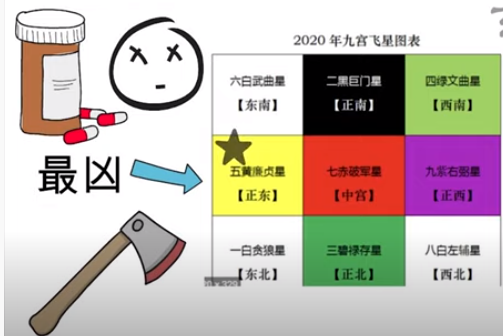 2020 年九宫飞星图表
六白武曲星
【东南】
二黑巨门星
【正南】
四绿文曲星
【西南】
最凶
五黄廉贞星
【正东】
七赤破军星
【中宫】
九紫右弼星
【正西】
一白贪狼星
【东北】
三碧禄存星
【正北】
八白左辅星
【西北】